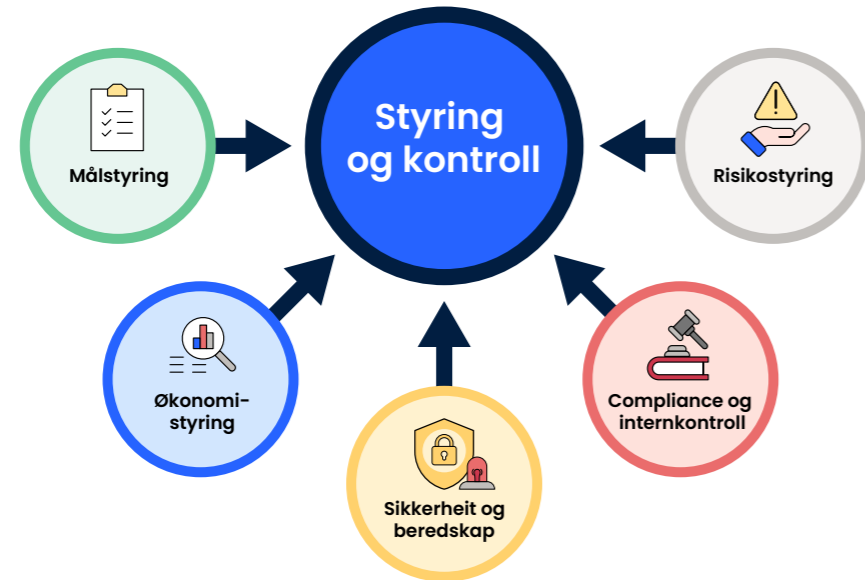 Styring
og kontroll
Målstyring
Risikostyring
Økonomi-
styring
Compliance og
internkontroll
Sikkerheit og
beredskap